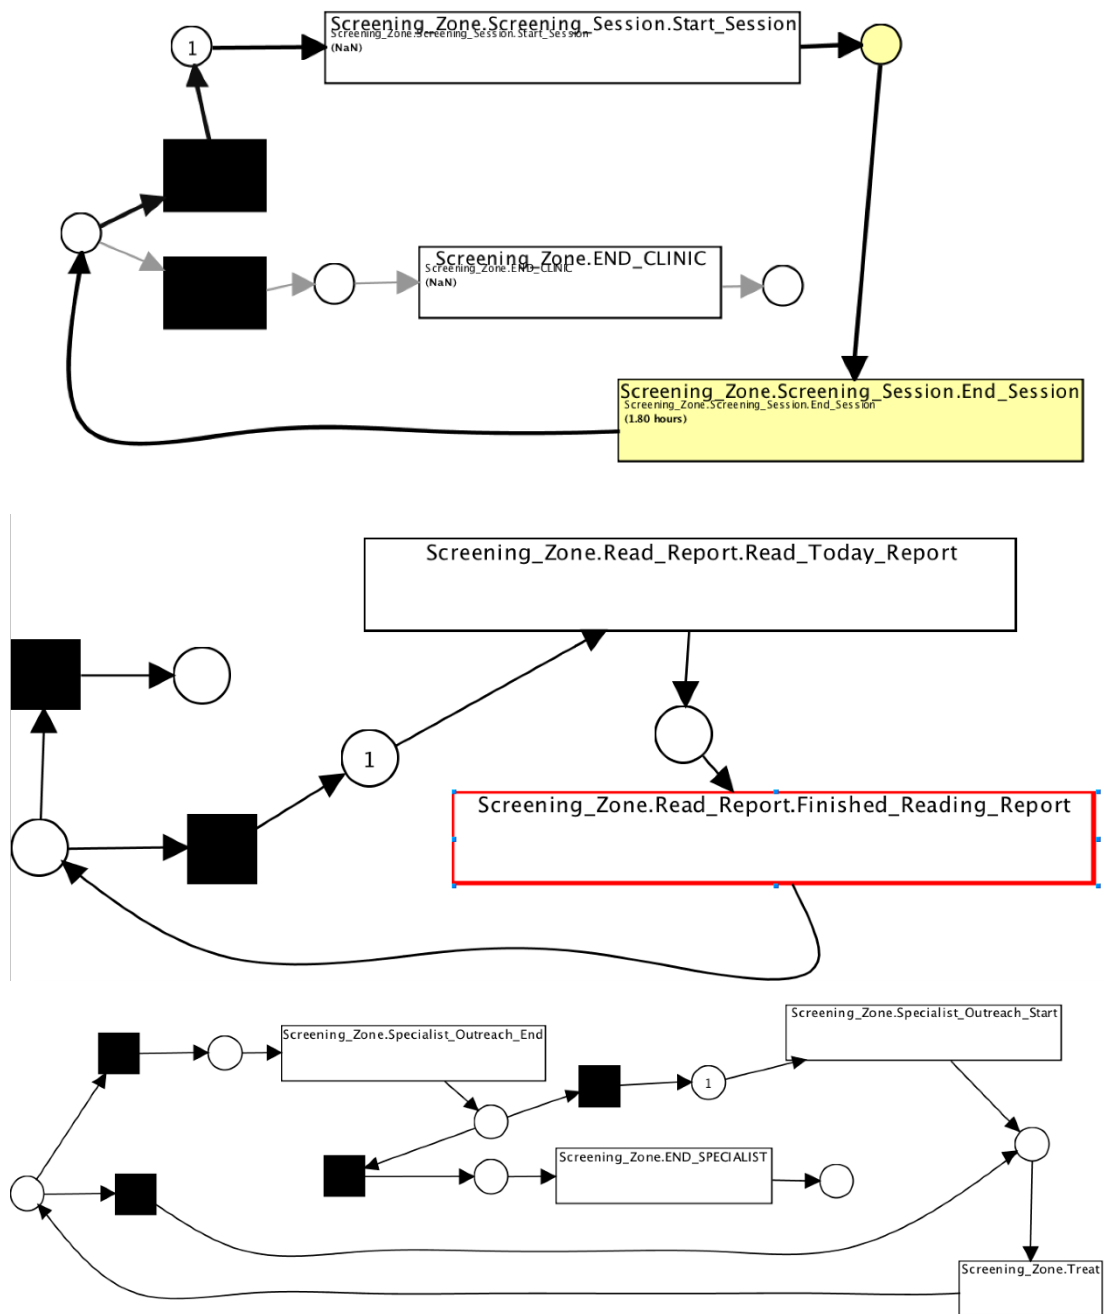 Screening_Zone.Screening_Session.Start_Session
Screening_Zone.Screening_Session.Start_Session
(NaN)
1
Screening_Zone.END_CLINIC
Screening_Zone.END_CLINIC
(NaN)
Screening_Zone.Screening_Session.End_Session
Screening_Zone.Screening_Session.End_Session
(1.80 hours)
Screening_Zone.Read_Report.Read_Today_Report
1
Screening_Zone.Read_Report.Finished_Reading_Report
Screening_Zone.Specialist_Outreach_Start
Screening_Zone.Specialist_Outreach_End
1
Screening_Zone.END_SPECIALIST
Screening_Zone.Treat